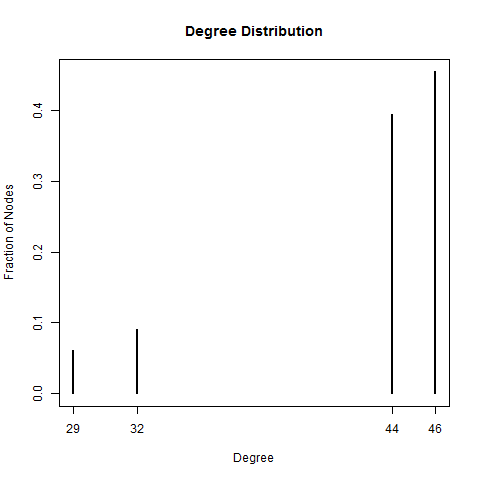 Degree Distribution
Fraction of Nodes
0.4
0.3
0.2
0.1
0.0
29 32 44 46
Degree